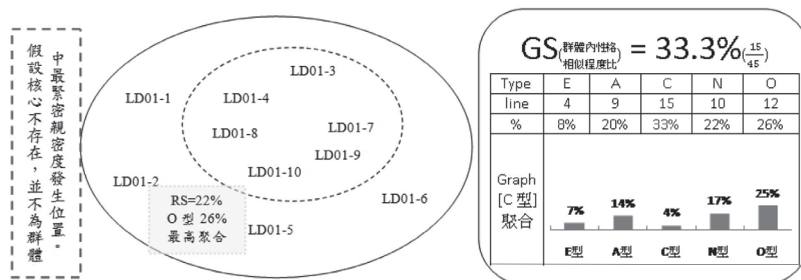 假設核心不存在，並不為群體
中最緊密親密度發生位置。
LD01-3
LD01-1
LD01-4
LD01-8
LD01-7
LD01-9
LD01-10
LD01-2
LD01-6
RS=22%
O 型 26%
最高聚合
LD01-5
GS(群體內性格相似程度比) = 33.3%(15/45)
Type E A C N O
line 4 9 15 10 12
% 8% 20% 33% 22% 26%
Graph
[C 型]
聚合
7% 14% 4% 17% 25%
E型 A型 C型 N型 O型